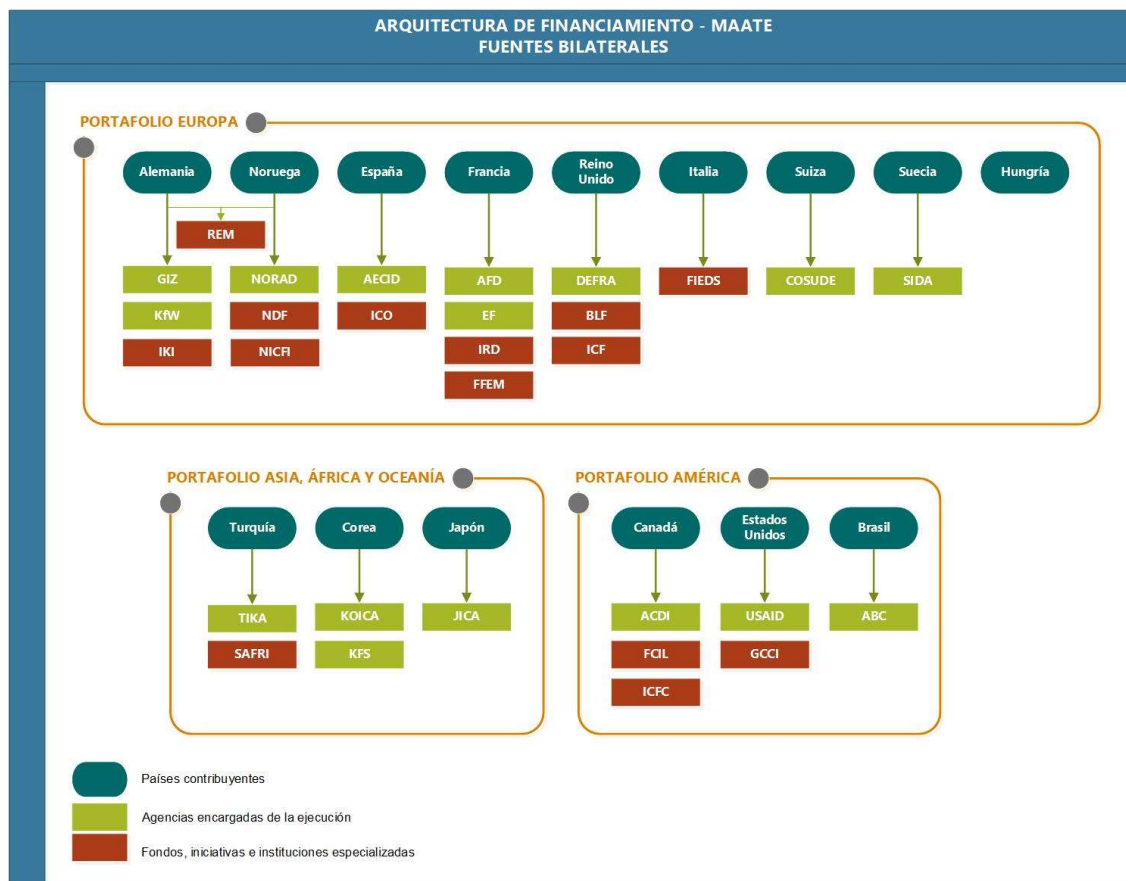 ARQUITECTURA DE FINANCIAMIENTO - MAATE
FUENTES BILATERALES
PORTAFOLIO EUROPA
Alemania
Noruega
España
Francia
Reino
Unido
Italia
Suiza
Suecia
Hungría
REM
GIZ
NORAD
AECID
AFD
DEFRA
FIEDS
COSUDE
SIDA
KfW
NDF
ICO
EF
BLF
IKI
NICFI
IRD
ICF
FFEM
PORTAFOLIO ASIA, ÁFRICA Y OCEANÍA
Turquía
Corea
Japón
TIKA
KOICA
JICA
SAFRI
KFS
PORTAFOLIO AMÉRICA
Canadá
Estados
Unidos
Brasil
ACDI
USAID
ABC
FCIL
GCCI
ICFC
Países contribuyentes
Agencias encargadas de la ejecución
Fondos, iniciativas e instituciones especializadas